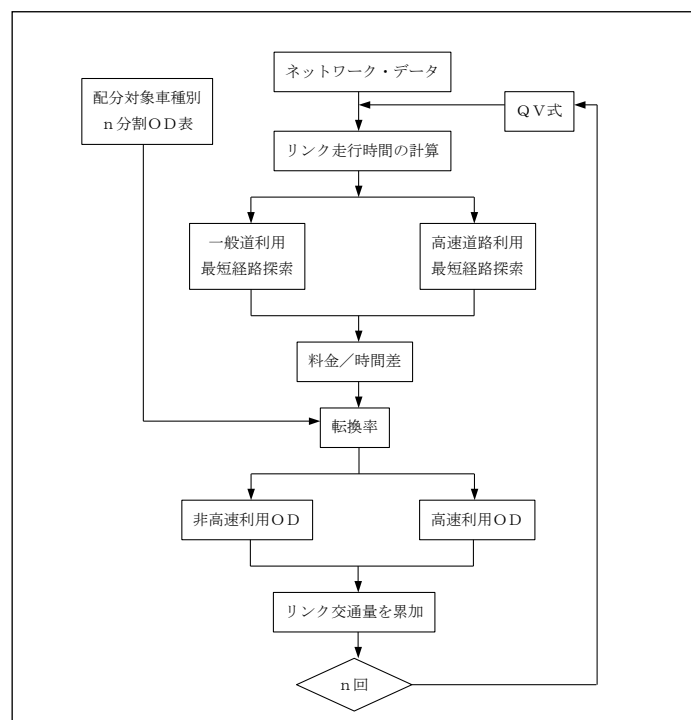 ネットワーク・データ
配分対象車種別
n分割OD表
QV式
リンク走行時間の計算
一般道利用
最短経路探索
高速道路利用
最短経路探索
料金／時間差
転換率
非高速利用OD
高速利用OD
リンク交通量を累加
n回